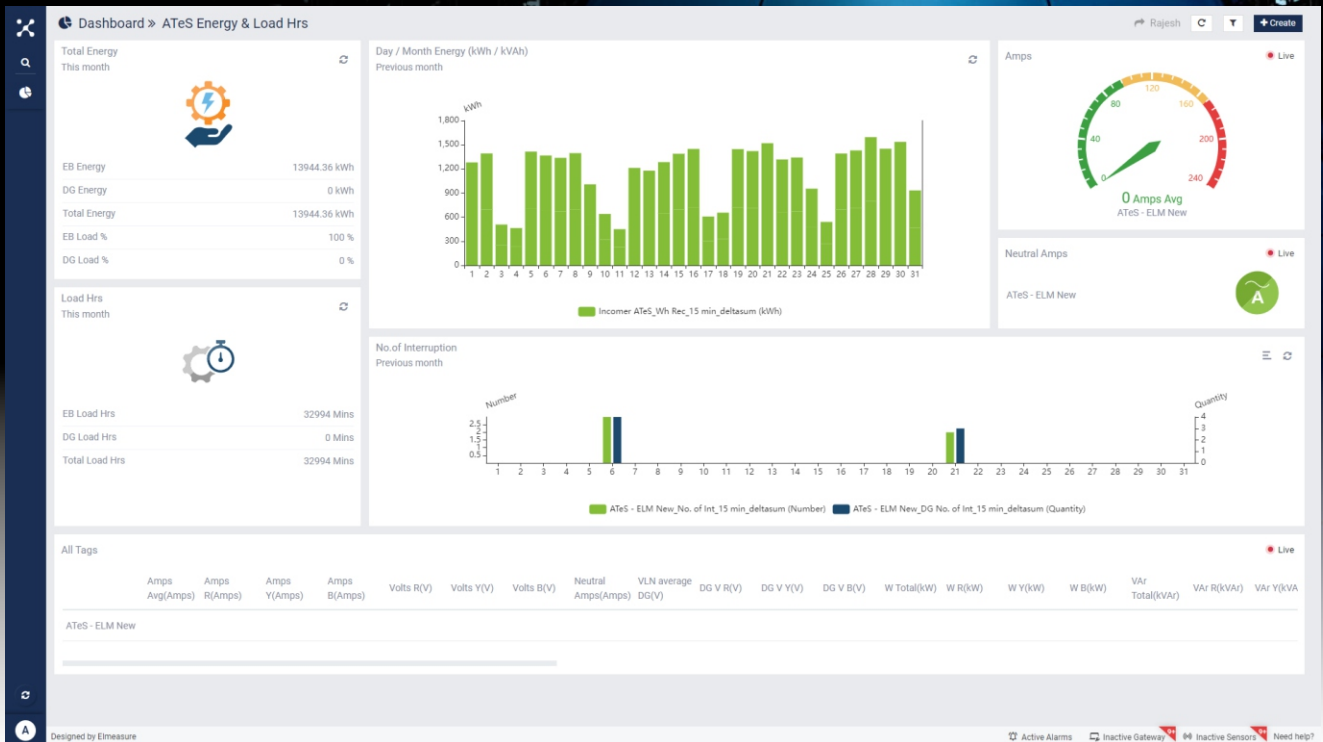 Dashboard » ATeS Energy & Load Hrs
Rajesh
+ Create
Total Energy
This month
EB Energy 13944.36 kWh
DG Energy 0 kWh
Total Energy 13944.36 kWh
EB Load % 100 %
DG Load % 0 %
Load Hrs
This month
EB Load Hrs 32994 Mins
DG Load Hrs 0 Mins
Total Load Hrs 32994 Mins
Day / Month Energy (kWh / kVAh)
Previous month
kWh
1,800
1,500
1,200
900
600
300
0
1 2 3 4 5 6 7 8 9 10 11 12 13 14 15 16 17 18 19 20 21 22 23 24 25 26 27 28 29 30 31
Incomer ATeS_Wh Rec_15 min_deltasum (kWh)
Amps
Live
0 40 80 120 160 200 240
0 Amps Avg
ATeS - ELM New
Neutral Amps
Live
ATeS - ELM New
A
No.of Interruption
Previous month
Number
Quantity
2.5
2
1.5
1
0.5
4
3
2
1
0
1 2 3 4 5 6 7 8 9 10 11 12 13 14 15 16 17 18 19 20 21 22 23 24 25 26 27 28 29 30 31
ATeS - ELM New_No. of Int_15 min_deltasum (Number) ATeS - ELM New_DG No. of Int_15 min_deltasum (Quantity)
All Tags
Live
Amps Avg(Amps) Amps R(Amps) Amps Y(Amps) Amps B(Amps) Volts R(V) Volts Y(V) Volts B(V) Neutral Amps(Amps) VLN average DG(V) DG V R(V) DG V Y(V) DG V B(V) W Total(kW) W R(kW) W Y(kW) W B(kW) VAr Total(kVAr) VAr R(kVAr) VAr Y(kVA
ATeS - ELM New
A
Designed by Elmeasure
Active Alarms Inactive Gateway 9+ Inactive Sensors 9+ Need help?